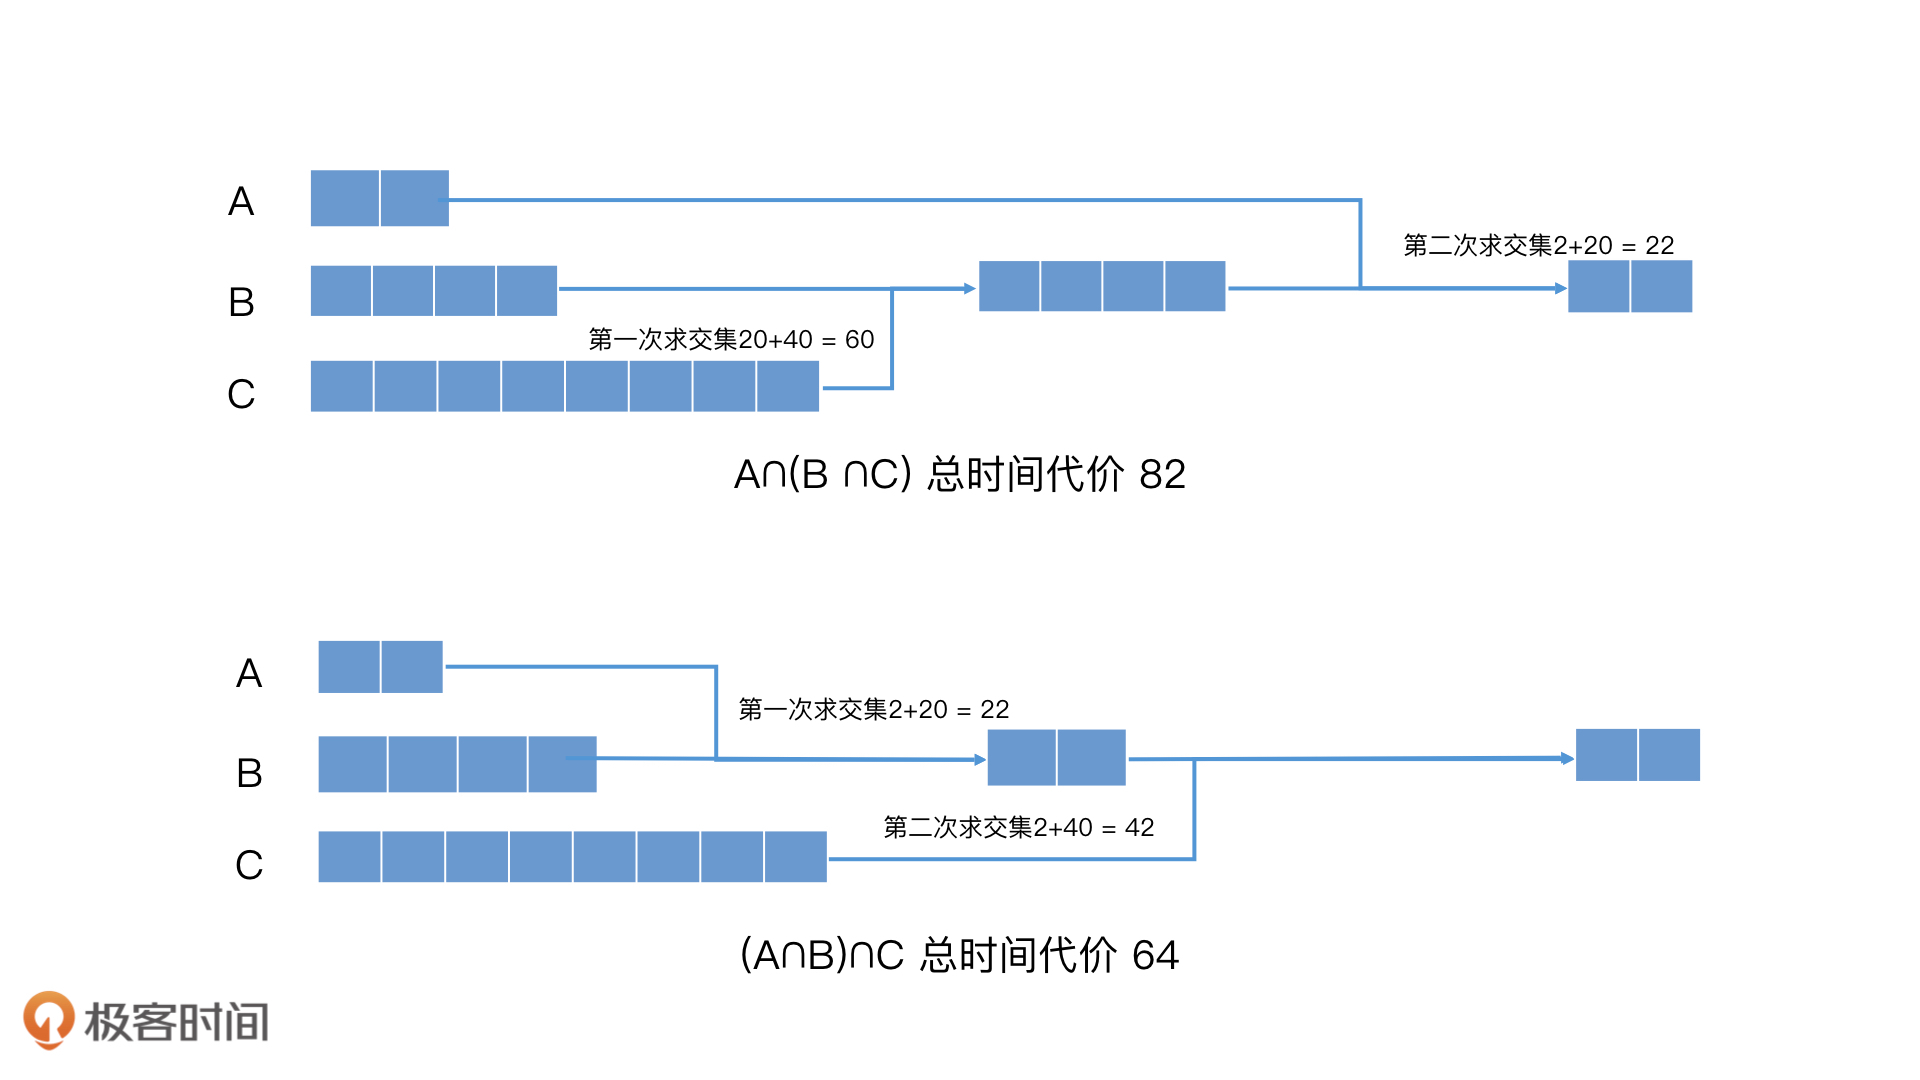 A
第二次求交集2+20 = 22
B
第一次求交集20+40 = 60
C
A∩(B ∩C) 总时间代价 82
A
第一次求交集2+20 = 22
B
第二次求交集2+40 = 42
C
(A∩B)∩C 总时间代价 64
极客时间